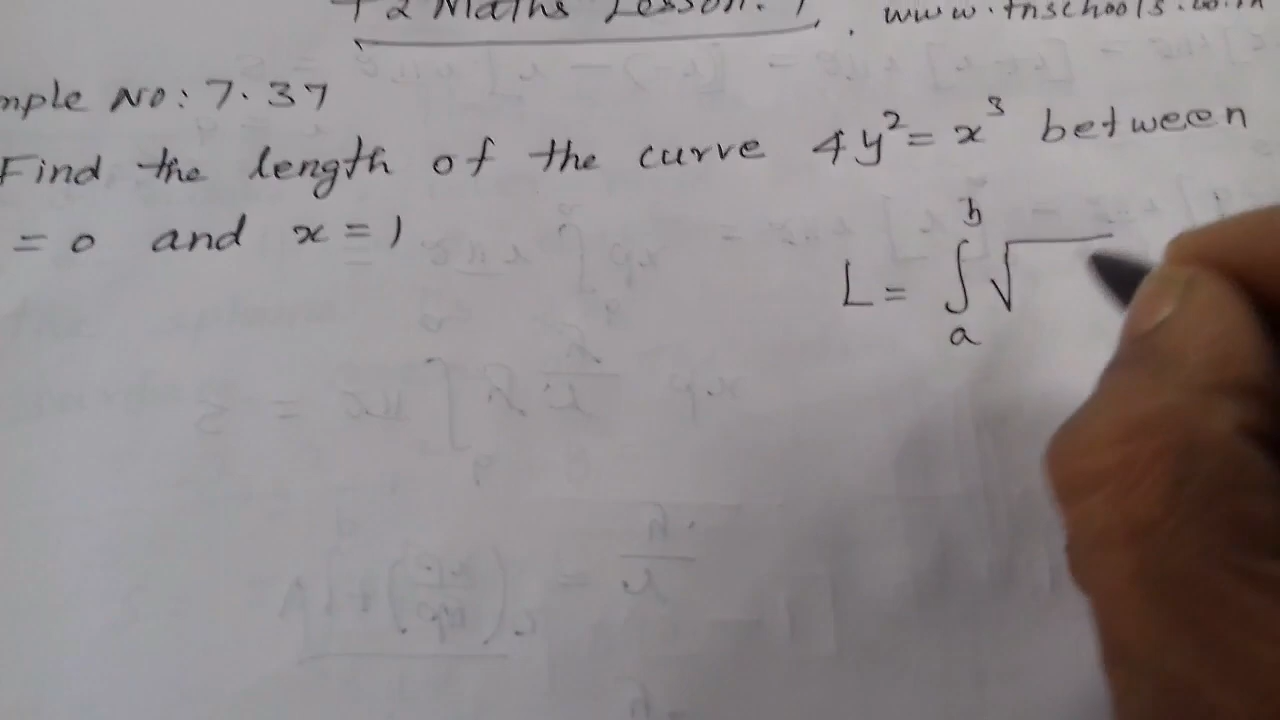 +2 Maths Lesson: 7, www.tnschools.co.in
mple No: 7.37
Find the length of the curve 4y² = x³ between
= 0 and x = 1
L = ∫ₐᵇ √